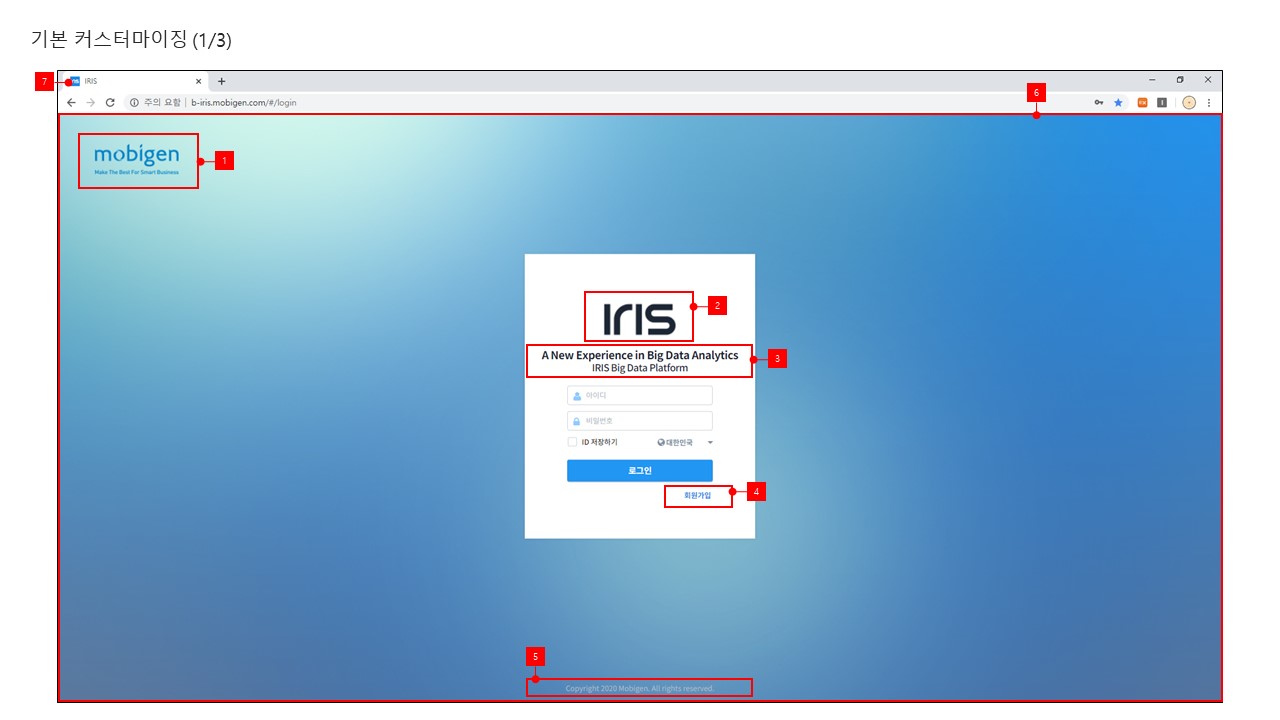 기본 커스터마이징 (1/3)
7
IRIS
주의 요함 | b-iris.mobigen.com/#/login
6
mobigen
Make The Best For Smart Business
1
IRIS
2
A New Experience in Big Data Analytics
IRIS Big Data Platform
3
아이디
비밀번호
ID 저장하기
대한민국
로그인
회원가입
4
5
Copyright 2020 Mobigen. All rights reserved.